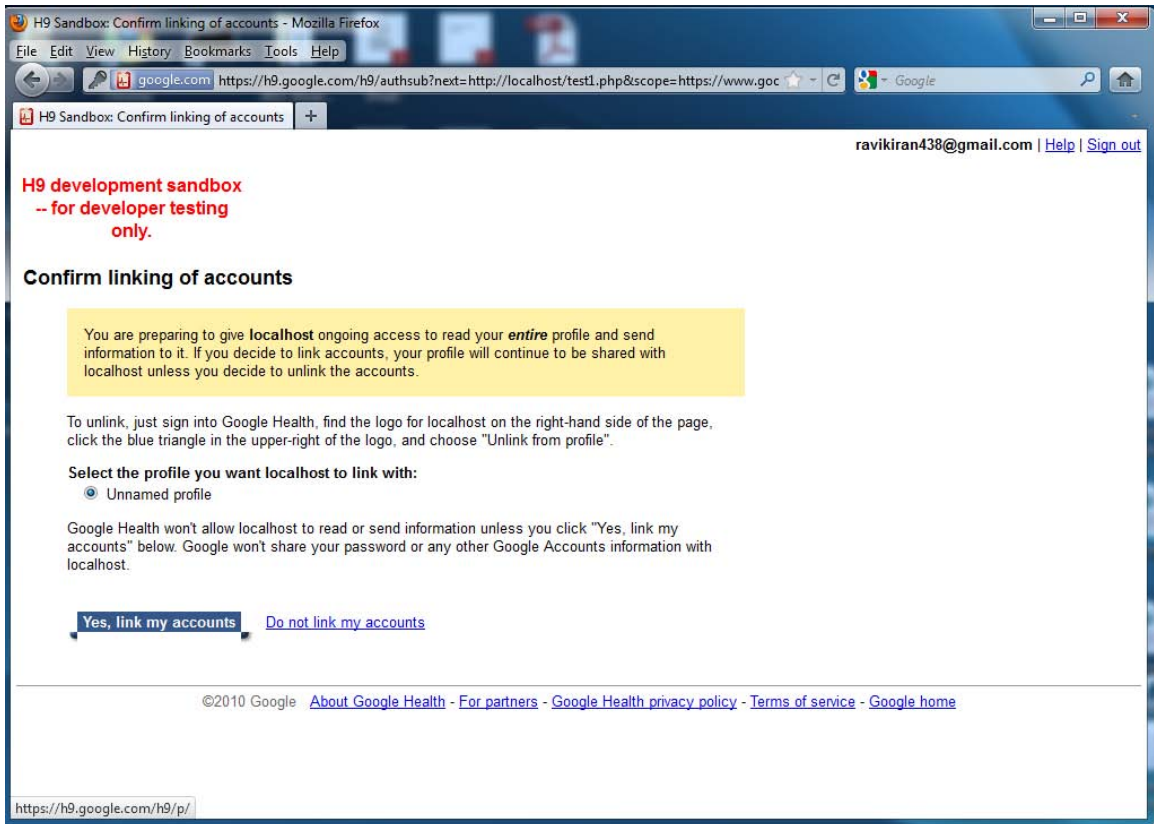 H9 Sandbox: Confirm linking of accounts - Mozilla Firefox
File Edit View History Bookmarks Tools Help
google.com https://h9.google.com/h9/authsub?next=http://localhost/test1.php&scope=https://www.goc
Google
H9 Sandbox: Confirm linking of accounts +
ravikiran438@gmail.com | Help | Sign out
H9 development sandbox
-- for developer testing
only.
Confirm linking of accounts
You are preparing to give localhost ongoing access to read your entire profile and send
information to it. If you decide to link accounts, your profile will continue to be shared with
localhost unless you decide to unlink the accounts.
To unlink, just sign into Google Health, find the logo for localhost on the right-hand side of the page,
click the blue triangle in the upper-right of the logo, and choose "Unlink from profile".
Select the profile you want localhost to link with:
Unnamed profile
Google Health won't allow localhost to read or send information unless you click "Yes, link my
accounts" below. Google won't share your password or any other Google Accounts information with
localhost.
Yes, link my accounts Do not link my accounts
©2010 Google About Google Health - For partners - Google Health privacy policy - Terms of service - Google home
https://h9.google.com/h9/p/